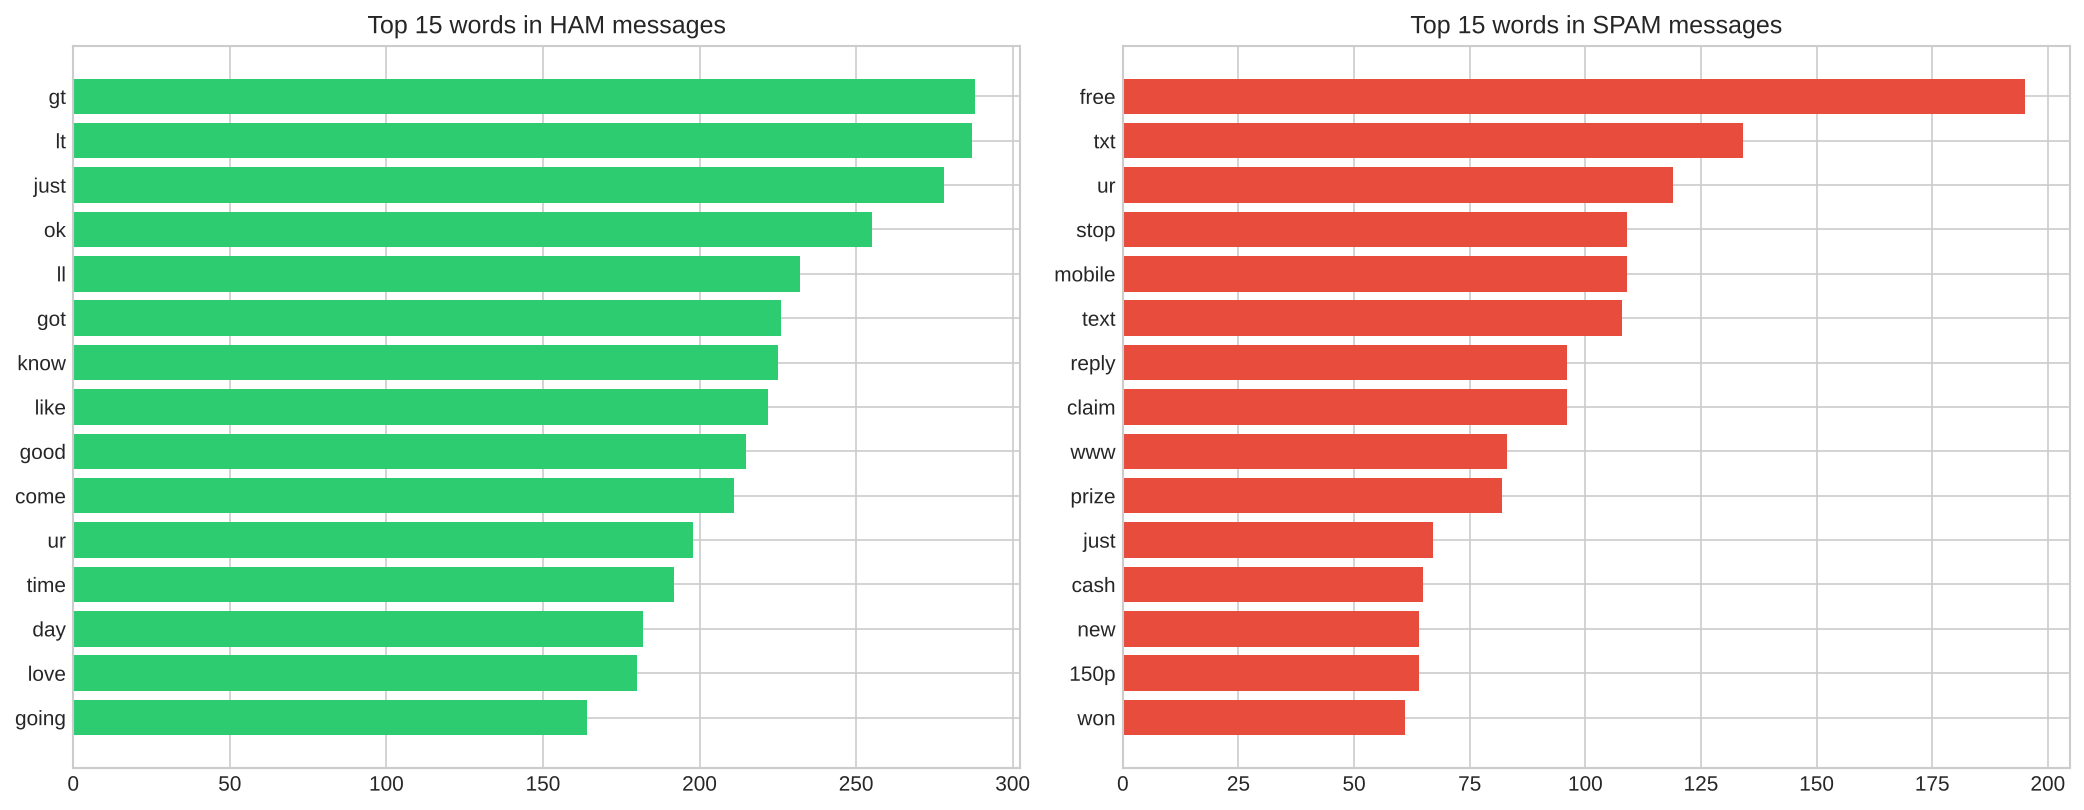 Top 15 words in HAM messages
gt
lt
just
ok
ll
got
know
like
good
come
ur
time
day
love
going
0 50 100 150 200 250 300
Top 15 words in SPAM messages
free
txt
ur
stop
mobile
text
reply
claim
www
prize
just
cash
new
150p
won
0 25 50 75 100 125 150 175 200